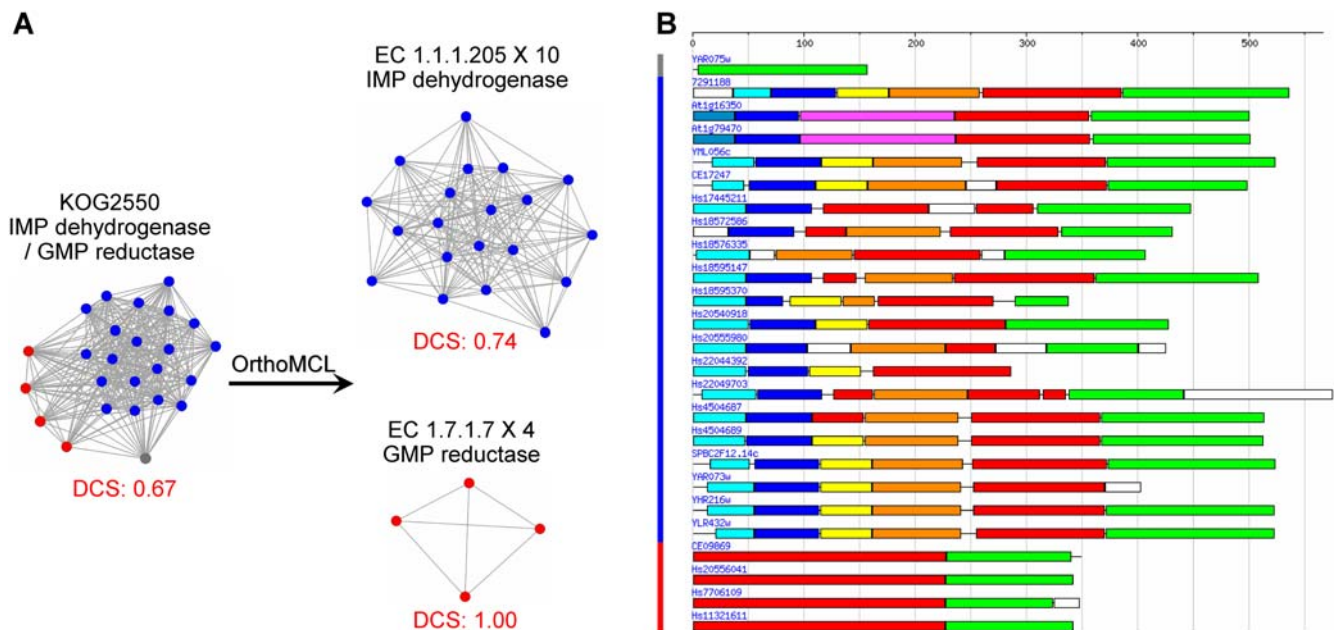 A
EC 1.1.1.205 X 10
IMP dehydrogenase
KOG2550
IMP dehydrogenase
/ GMP reductase
DCS: 0.67
OrthoMCL
DCS: 0.74
EC 1.7.1.7 X 4
GMP reductase
DCS: 1.00
B
0 100 200 300 400 500
YAR075w
7291188
At1g16350
At1g79470
YML056c
CE17247
Hs17445211
Hs18572586
Hs18576335
Hs18595147
Hs18595370
Hs20540918
Hs20555980
Hs22044392
Hs22049703
Hs4504687
Hs4504689
SPBC2F12.14c
YAR073w
YHR216w
YLR432w
CE09869
Hs20556041
Hs7706109
Hs11321611